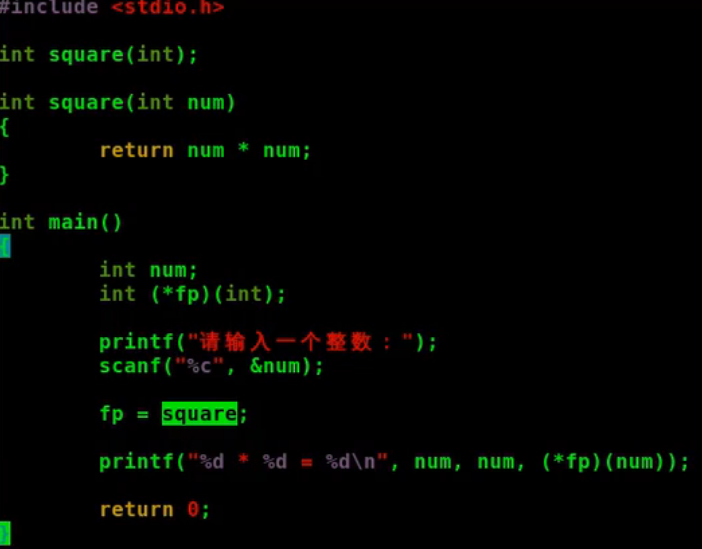 #include <stdio.h>
int square(int);
int square(int num)
{
return num * num;
}
int main()
{
int num;
int (*fp)(int);
printf("请输入一个整数：");
scanf("%c", &num);
fp = square;
printf("%d * %d = %d\n", num, num, (*fp)(num));
return 0;
}